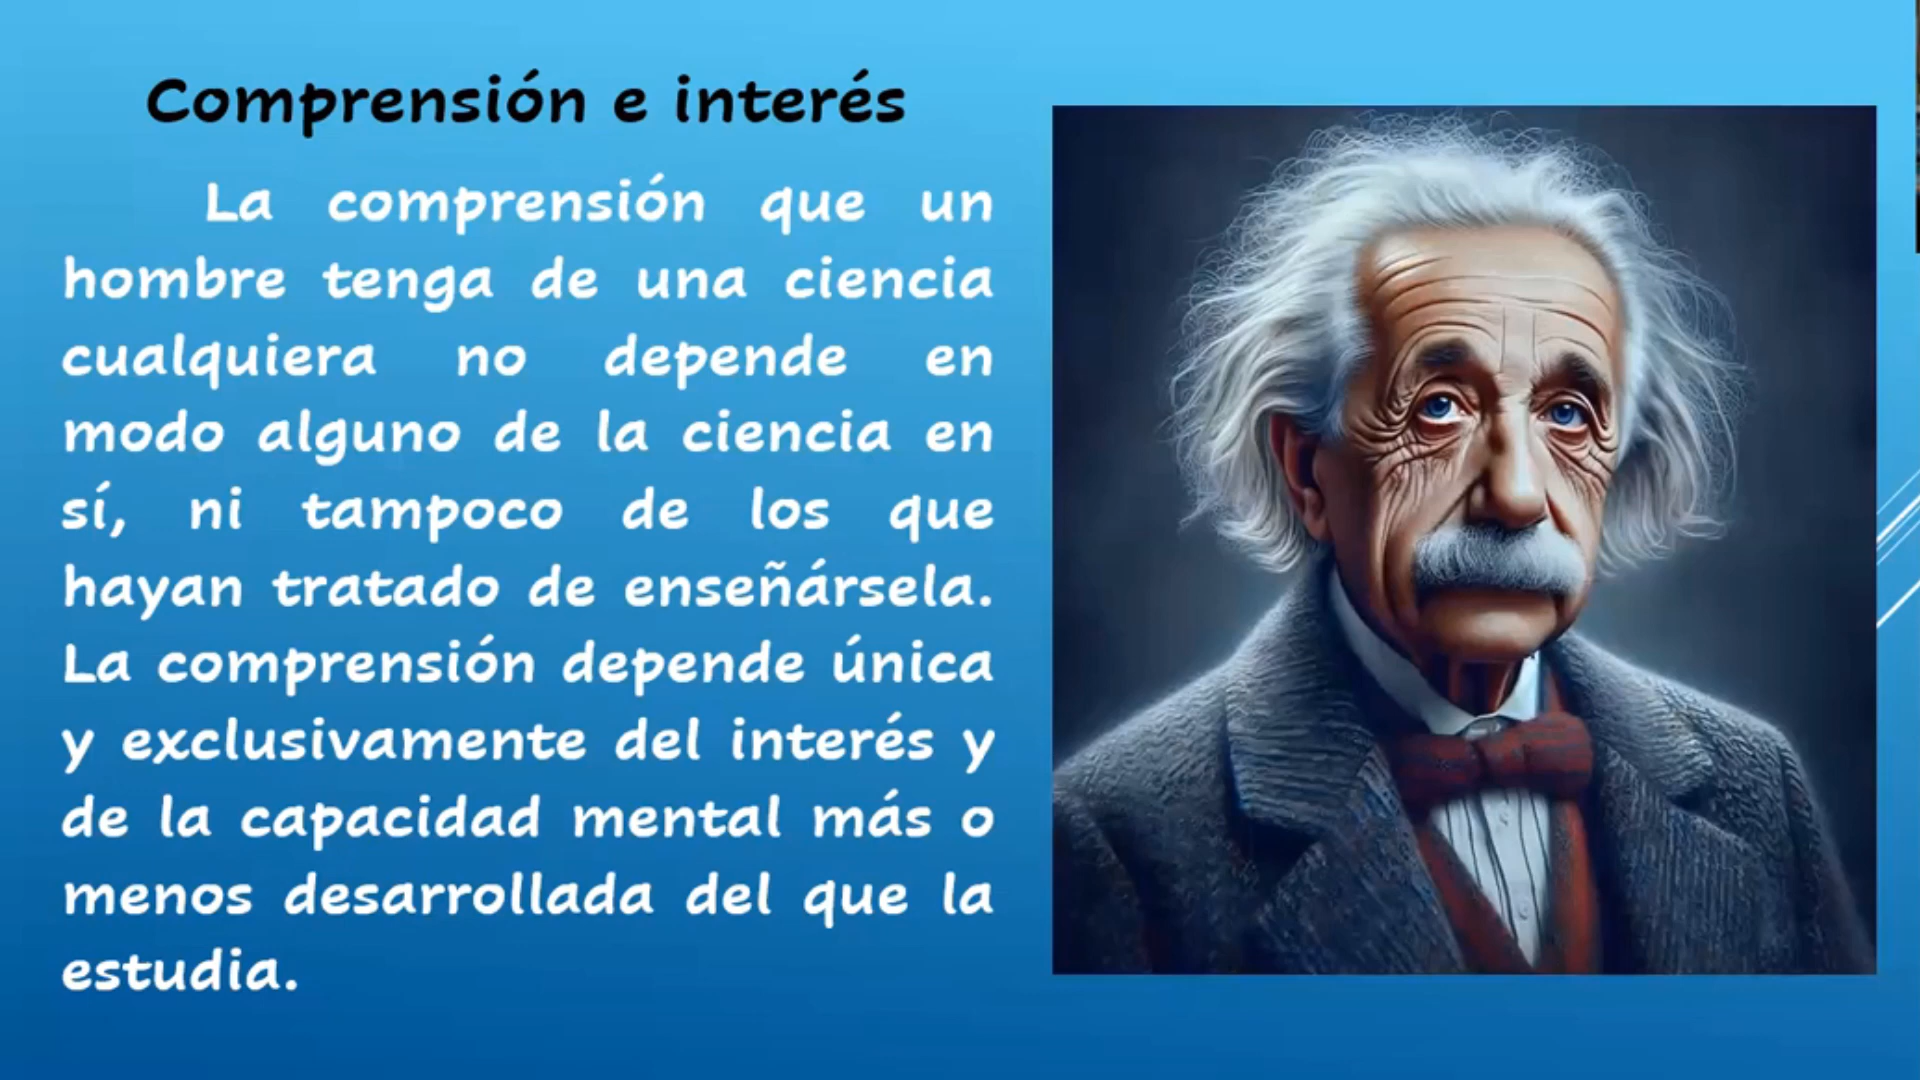 Comprensión e interés
La comprensión que un
hombre tenga de una ciencia
cualquiera no depende en
modo alguno de la ciencia en
sí, ni tampoco de los que
hayan tratado de enseñársela.
La comprensión depende única
y exclusivamente del interés y
de la capacidad mental más o
menos desarrollada del que la
estudia.